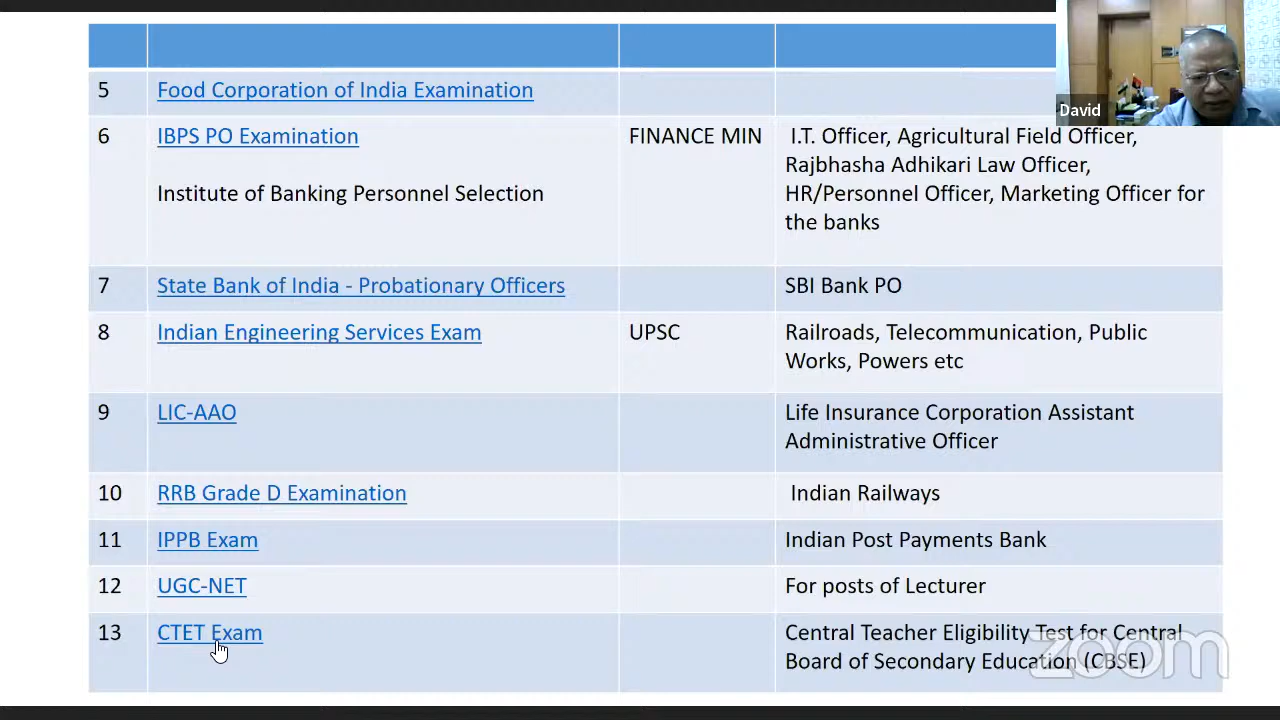 David
5 Food Corporation of India Examination
6 IBPS PO Examination FINANCE MIN I.T. Officer, Agricultural Field Officer,
Rajbhasha Adhikari Law Officer,
Institute of Banking Personnel Selection HR/Personnel Officer, Marketing Officer for
the banks
7 State Bank of India - Probationary Officers SBI Bank PO
8 Indian Engineering Services Exam UPSC Railroads, Telecommunication, Public
Works, Powers etc
9 LIC-AAO Life Insurance Corporation Assistant
Administrative Officer
10 RRB Grade D Examination Indian Railways
11 IPPB Exam Indian Post Payments Bank
12 UGC-NET For posts of Lecturer
13 CTET Exam Central Teacher Eligibility Test for Central
Board of Secondary Education (CBSE)
zoom